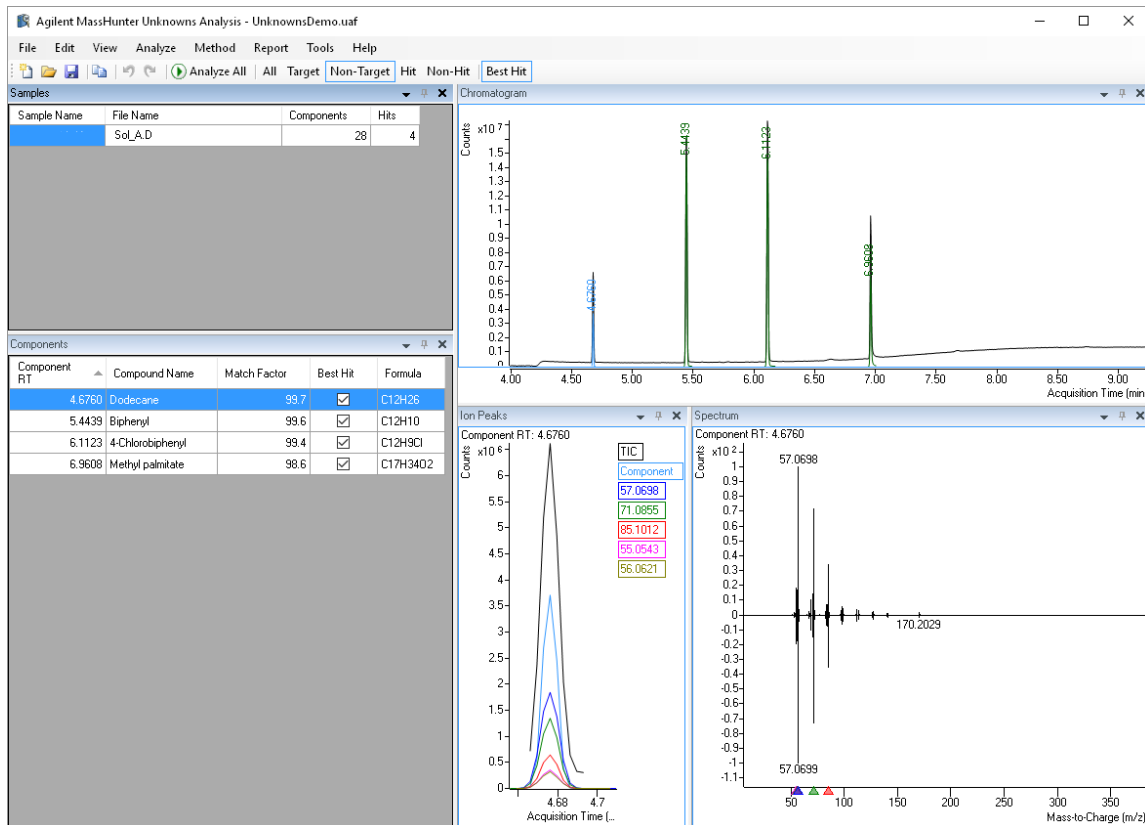 Agilent MassHunter Unknowns Analysis - UnknownsDemo.uaf
File Edit View Analyze Method Report Tools Help
Analyze All All Target Non-Target Hit Non-Hit Best Hit
Samples
Sample Name File Name Components Hits
Sol_A.D 28 4
Chromatogram
x10 7
Counts
1.5
1.4
1.3
1.2
1.1
1
0.9
0.8
0.7
0.6
0.5
0.4
0.3
0.2
0.1
4.6760
5.4439
6.1123
6.9608
4.00 4.50 5.00 5.50 6.00 6.50 7.00 7.50 8.00 8.50 9.00
Acquisition Time (min
Components
Component RT Compound Name Match Factor Best Hit Formula
4.6760 Dodecane 99.7 C12H26
5.4439 Biphenyl 99.6 C12H10
6.1123 4-Chlorobiphenyl 99.4 C12H9Cl
6.9608 Methyl palmitate 98.6 C17H34O2
Ion Peaks
Component RT: 4.6760
x10 6
Counts
6
5.5
5
4.5
4
3.5
3
2.5
2
1.5
1
0.5
0
TIC
Component
57.0698
71.0855
85.1012
55.0543
56.0621
4.68 4.7
Acquisition Time (...
Spectrum
Component RT: 4.6760
x10 2
Counts
1
0.9
0.8
0.7
0.6
0.5
0.4
0.3
0.2
0.1
0
-0.1
-0.2
-0.3
-0.4
-0.5
-0.6
-0.7
-0.8
-0.9
-1
-1.1
57.0698
170.2029
57.0699
50 100 150 200 250 300 350
Mass-to-Charge (m/z)